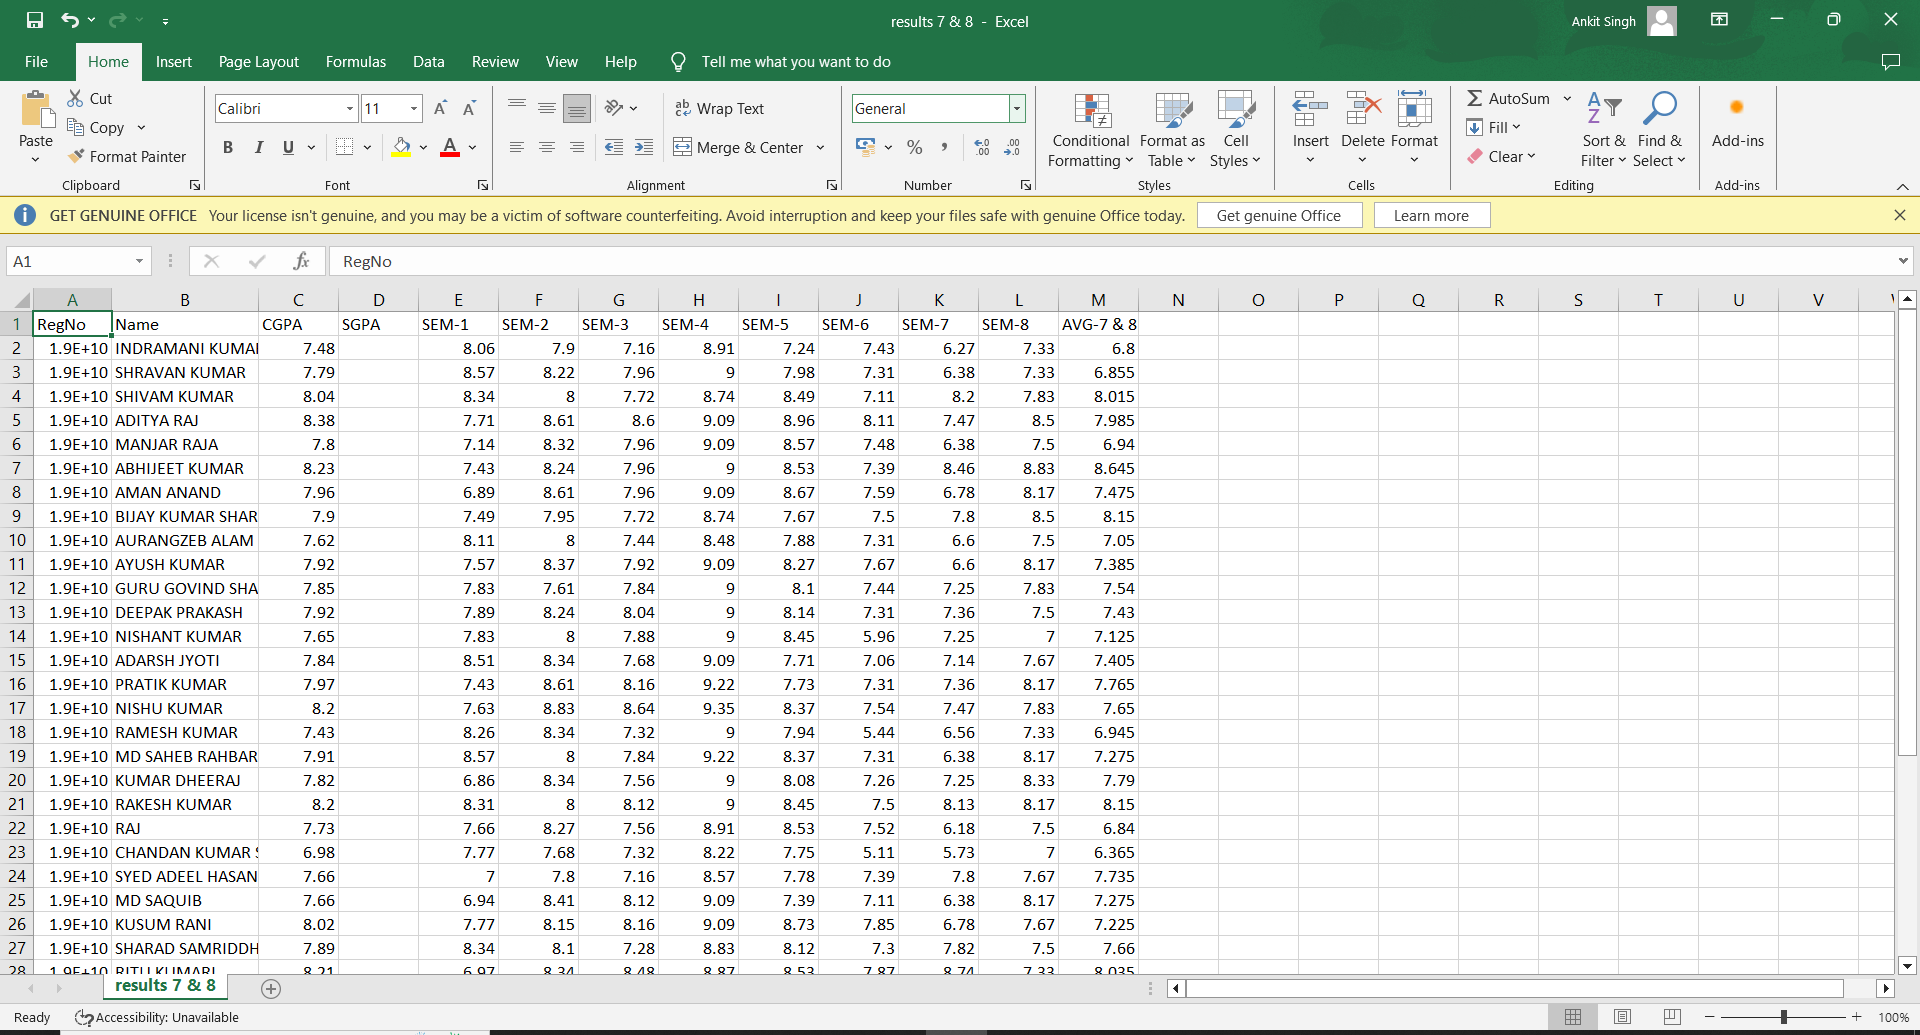 results 7 & 8 - Excel
Ankit Singh
File Home Insert Page Layout Formulas Data Review View Help Tell me what you want to do
Paste
Cut
Copy
Format Painter
Clipboard
Calibri 11
B I U
Font
Wrap Text
Merge & Center
Alignment
General
Number
Conditional Formatting
Format as Table
Cell Styles
Styles
Insert Delete Format
Cells
AutoSum
Fill
Clear
Sort & Filter
Find & Select
Editing
Add-ins
Add-ins
GET GENUINE OFFICE Your license isn't genuine, and you may be a victim of software counterfeiting. Avoid interruption and keep your files safe with genuine Office today. Get genuine Office Learn more
A1 fx RegNo
A B C D E F G H I J K L M N O P Q R S T U V
1 RegNo Name CGPA SGPA SEM-1 SEM-2 SEM-3 SEM-4 SEM-5 SEM-6 SEM-7 SEM-8 AVG-7 & 8
2 1.9E+10 INDRAMANI KUMAI 7.48 8.06 7.9 7.16 8.91 7.24 7.43 6.27 7.33 6.8
3 1.9E+10 SHRAVAN KUMAR 7.79 8.57 8.22 7.96 9 7.98 7.31 6.38 7.33 6.855
4 1.9E+10 SHIVAM KUMAR 8.04 8.34 8 7.72 8.74 8.49 7.11 8.2 7.83 8.015
5 1.9E+10 ADITYA RAJ 8.38 7.71 8.61 8.6 9.09 8.96 8.11 7.47 8.5 7.985
6 1.9E+10 MANJAR RAJA 7.8 7.14 8.32 7.96 9.09 8.57 7.48 6.38 7.5 6.94
7 1.9E+10 ABHIJEET KUMAR 8.23 7.43 8.24 7.96 9 8.53 7.39 8.46 8.83 8.645
8 1.9E+10 AMAN ANAND 7.96 6.89 8.61 7.96 9.09 8.67 7.59 6.78 8.17 7.475
9 1.9E+10 BIJAY KUMAR SHAR 7.9 7.49 7.95 7.72 8.74 7.67 7.5 7.8 8.5 8.15
10 1.9E+10 AURANGZEB ALAM 7.62 8.11 8 7.44 8.48 7.88 7.31 6.6 7.5 7.05
11 1.9E+10 AYUSH KUMAR 7.92 7.57 8.37 7.92 9.09 8.27 7.67 6.6 8.17 7.385
12 1.9E+10 GURU GOVIND SHA 7.85 7.83 7.61 7.84 9 8.1 7.44 7.25 7.83 7.54
13 1.9E+10 DEEPAK PRAKASH 7.92 7.89 8.24 8.04 9 8.14 7.31 7.36 7.5 7.43
14 1.9E+10 NISHANT KUMAR 7.65 7.83 8 7.88 9 8.45 5.96 7.25 7 7.125
15 1.9E+10 ADARSH JYOTI 7.84 8.51 8.34 7.68 9.09 7.71 7.06 7.14 7.67 7.405
16 1.9E+10 PRATIK KUMAR 7.97 7.43 8.61 8.16 9.22 7.73 7.31 7.36 8.17 7.765
17 1.9E+10 NISHU KUMAR 8.2 7.63 8.83 8.64 9.35 8.37 7.54 7.47 7.83 7.65
18 1.9E+10 RAMESH KUMAR 7.43 8.26 8.34 7.32 9 7.94 5.44 6.56 7.33 6.945
19 1.9E+10 MD SAHEB RAHBAR 7.91 8.57 8 7.84 9.22 8.37 7.31 6.38 8.17 7.275
20 1.9E+10 KUMAR DHEERAJ 7.82 6.86 8.34 7.56 9 8.08 7.26 7.25 8.33 7.79
21 1.9E+10 RAKESH KUMAR 8.2 8.31 8 8.12 9 8.45 7.5 8.13 8.17 8.15
22 1.9E+10 RAJ 7.73 7.66 8.27 7.56 8.91 8.53 7.52 6.18 7.5 6.84
23 1.9E+10 CHANDAN KUMAR S 6.98 7.77 7.68 7.32 8.22 7.75 5.11 5.73 7 6.365
24 1.9E+10 SYED ADEEL HASAN 7.66 7 7.8 7.16 8.57 7.78 7.39 7.8 7.67 7.735
25 1.9E+10 MD SAQUIB 7.66 6.94 8.41 8.12 9.09 7.39 7.11 6.38 8.17 7.275
26 1.9E+10 KUSUM RANI 8.02 7.77 8.15 8.16 9.09 8.73 7.85 6.78 7.67 7.225
27 1.9E+10 SHARAD SAMRIDDH 7.89 8.34 8.1 7.28 8.83 8.12 7.3 7.82 7.5 7.66
28 1.9E+10 RITU KUMARI 8.21 6.97 8.34 8.48 8.87 8.53 7.87 8.74 7.33 8.035
results 7 & 8
Ready Accessibility: Unavailable 100%